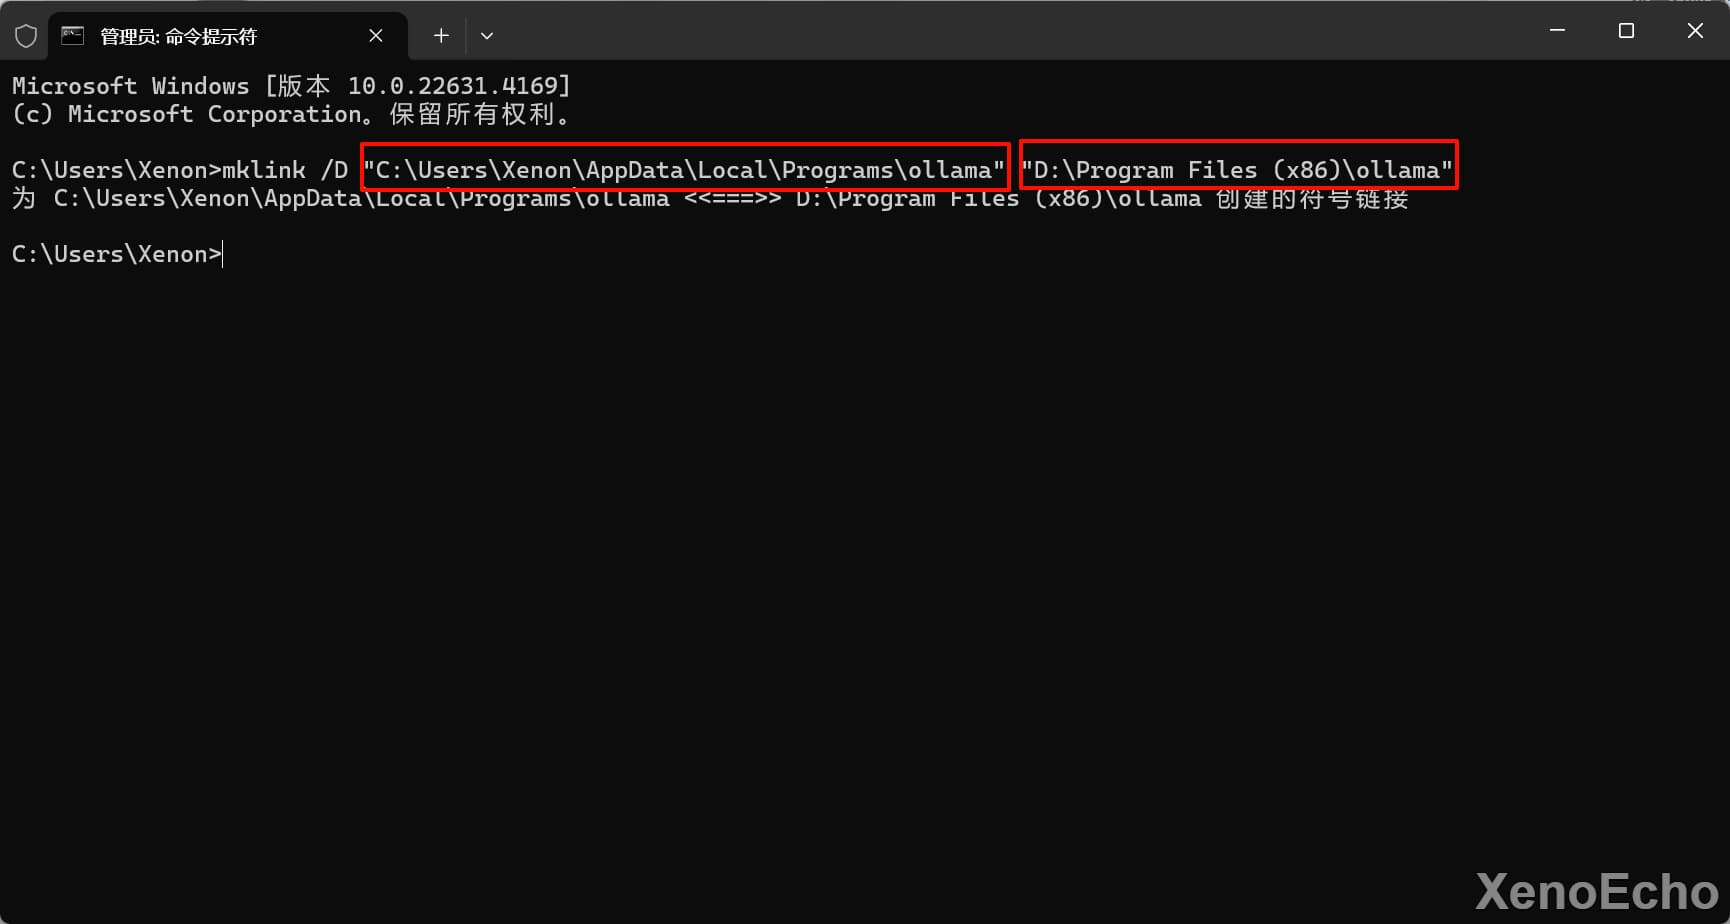 管理员: 命令提示符
Microsoft Windows [版本 10.0.22631.4169]
(c) Microsoft Corporation。保留所有权利。
C:\Users\Xenon>mklink /D "C:\Users\Xenon\AppData\Local\Programs\ollama" "D:\Program Files (x86)\ollama"
为 C:\Users\Xenon\AppData\Local\Programs\ollama <<===>> D:\Program Files (x86)\ollama 创建的符号链接
C:\Users\Xenon>
XenoEcho